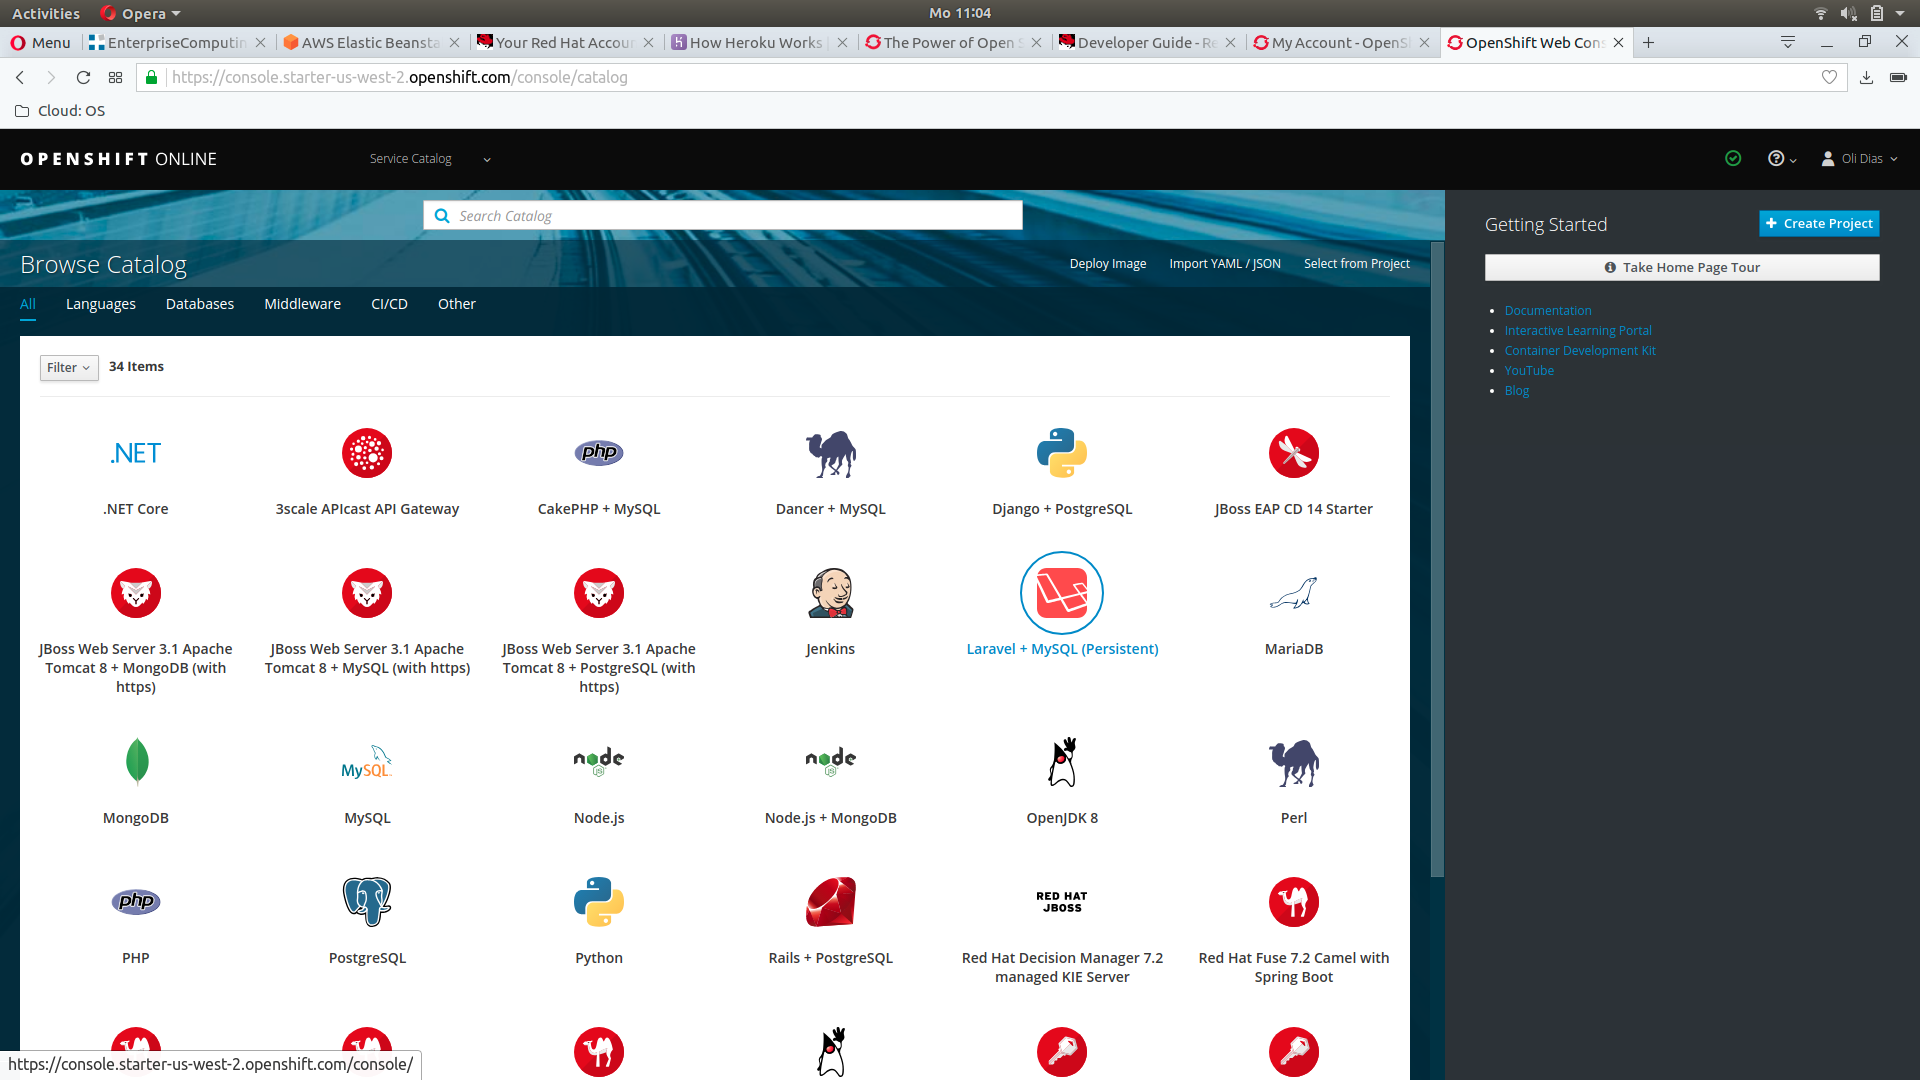 Activities
Opera
Mo 11:04
Menu
EnterpriseComputin
AWS Elastic Beansta
Your Red Hat Accour
How Heroku Works
The Power of Open S
Developer Guide - Re
My Account - OpenSh
OpenShift Web Cons
https://console.starter-us-west-2.openshift.com/console/catalog
Cloud: OS
OPENSHIFT ONLINE
Service Catalog
Oli Dias
Search Catalog
Getting Started
Create Project
Browse Catalog
Deploy Image
Import YAML / JSON
Select from Project
Take Home Page Tour
All
Languages
Databases
Middleware
CI/CD
Other
Documentation
Interactive Learning Portal
Container Development Kit
YouTube
Blog
Filter
34 Items
.NET
php
.NET Core
3scale APIcast API Gateway
CakePHP + MySQL
Dancer + MySQL
Django + PostgreSQL
JBoss EAP CD 14 Starter
JBoss Web Server 3.1 Apache
Tomcat 8 + MongoDB (with
https)
JBoss Web Server 3.1 Apache
Tomcat 8 + MySQL (with https)
JBoss Web Server 3.1 Apache
Tomcat 8 + PostgreSQL (with
https)
Jenkins
Laravel + MySQL (Persistent)
MariaDB
MySQL
node
JS
node
JS
MongoDB
MySQL
Node.js
Node.js + MongoDB
OpenJDK 8
Perl
php
RED HAT
JBOSS
PHP
PostgreSQL
Python
Rails + PostgreSQL
Red Hat Decision Manager 7.2
managed KIE Server
Red Hat Fuse 7.2 Camel with
Spring Boot
https://console.starter-us-west-2.openshift.com/console/